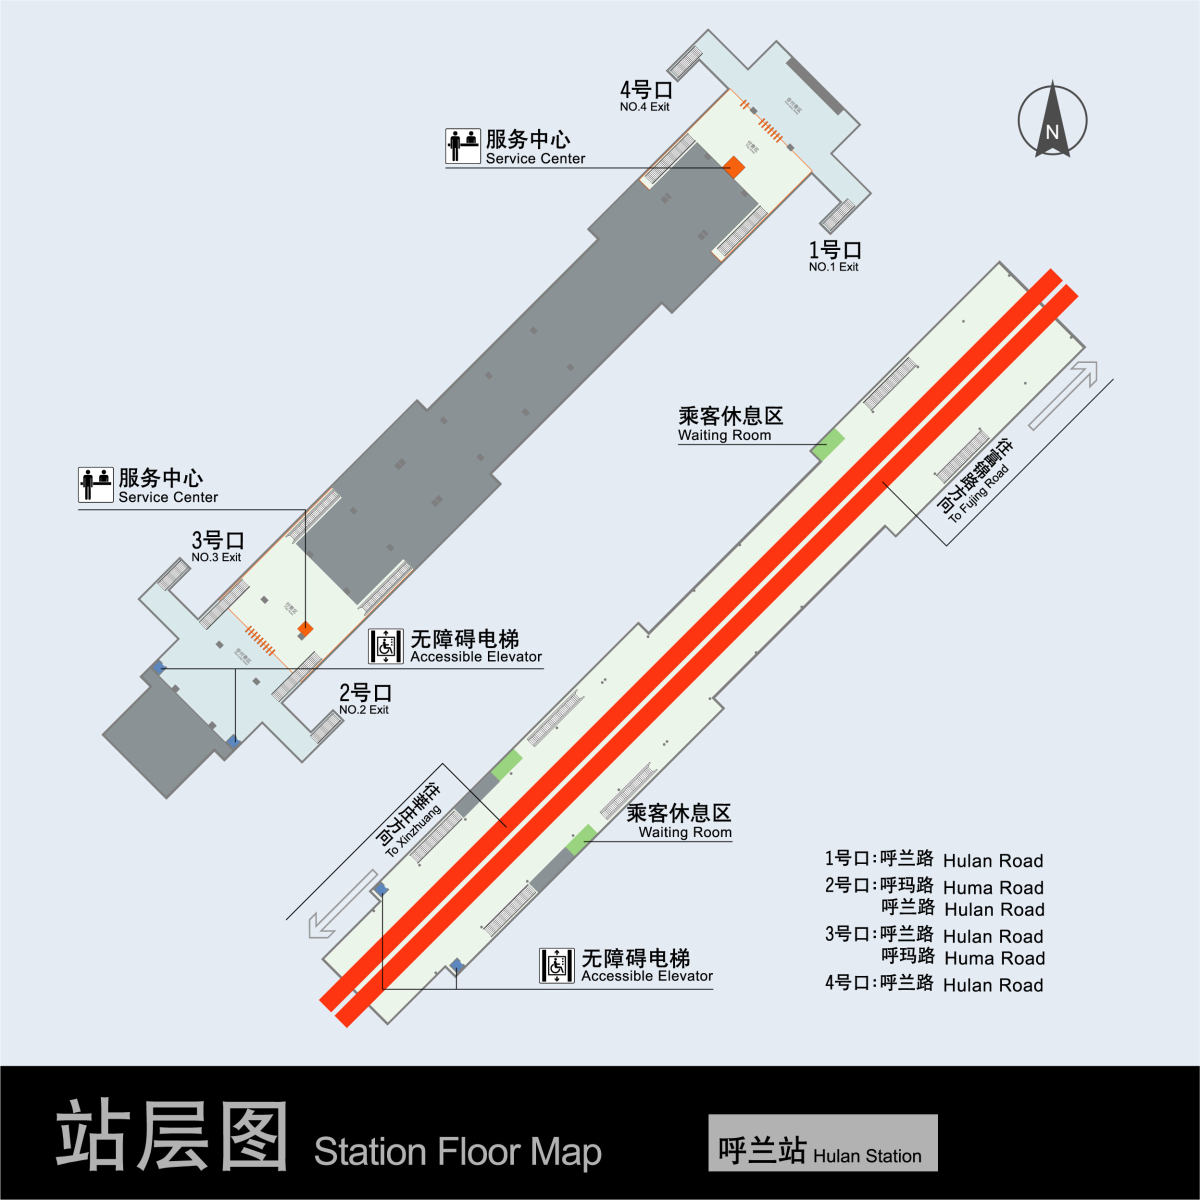 4号口
NO.4 Exit
服务中心
Service Center
N
1号口
NO.1 Exit
乘客休息区
Waiting Room
往富锦路方向
To Fujing Road
服务中心
Service Center
3号口
NO.3 Exit
无障碍电梯
Accessible Elevator
2号口
NO.2 Exit
往莘庄方向
To Xinzhuang
乘客休息区
Waiting Room
无障碍电梯
Accessible Elevator
1号口：呼兰路 Hulan Road
2号口：呼玛路 Huma Road
呼兰路 Hulan Road
3号口：呼兰路 Hulan Road
呼玛路 Huma Road
4号口：呼兰路 Hulan Road
站层图 Station Floor Map
呼兰站 Hulan Station